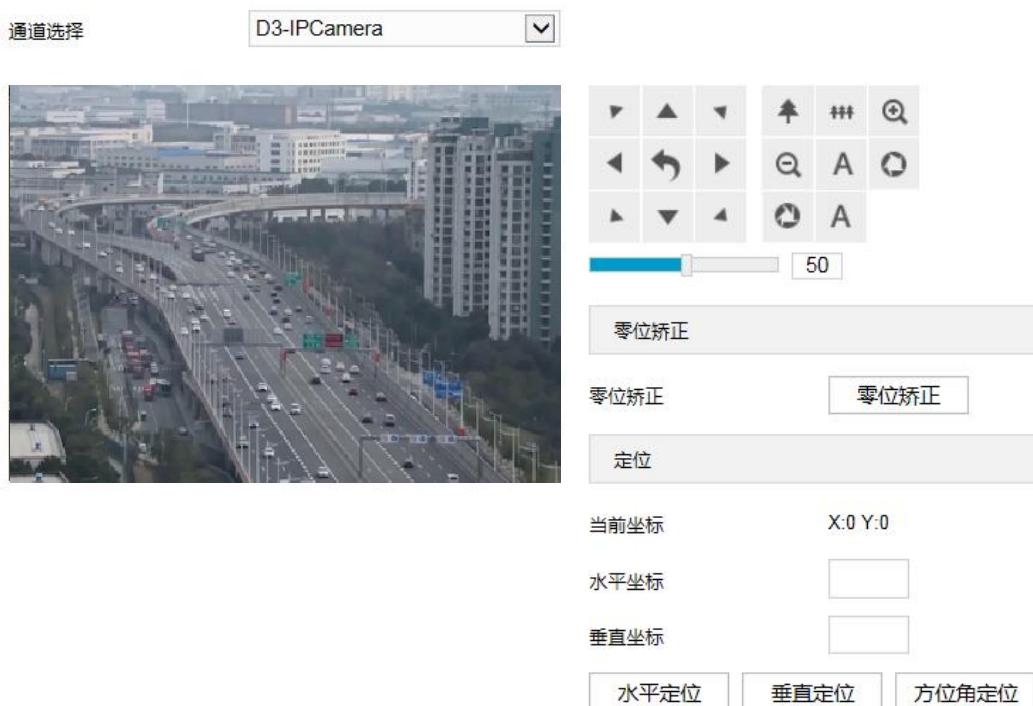 通道选择
D3-IPCamera
A
A
50
零位矫正
零位矫正
零位矫正
定位
当前坐标
X:0 Y:0
水平坐标
垂直坐标
水平定位
垂直定位
方位角定位